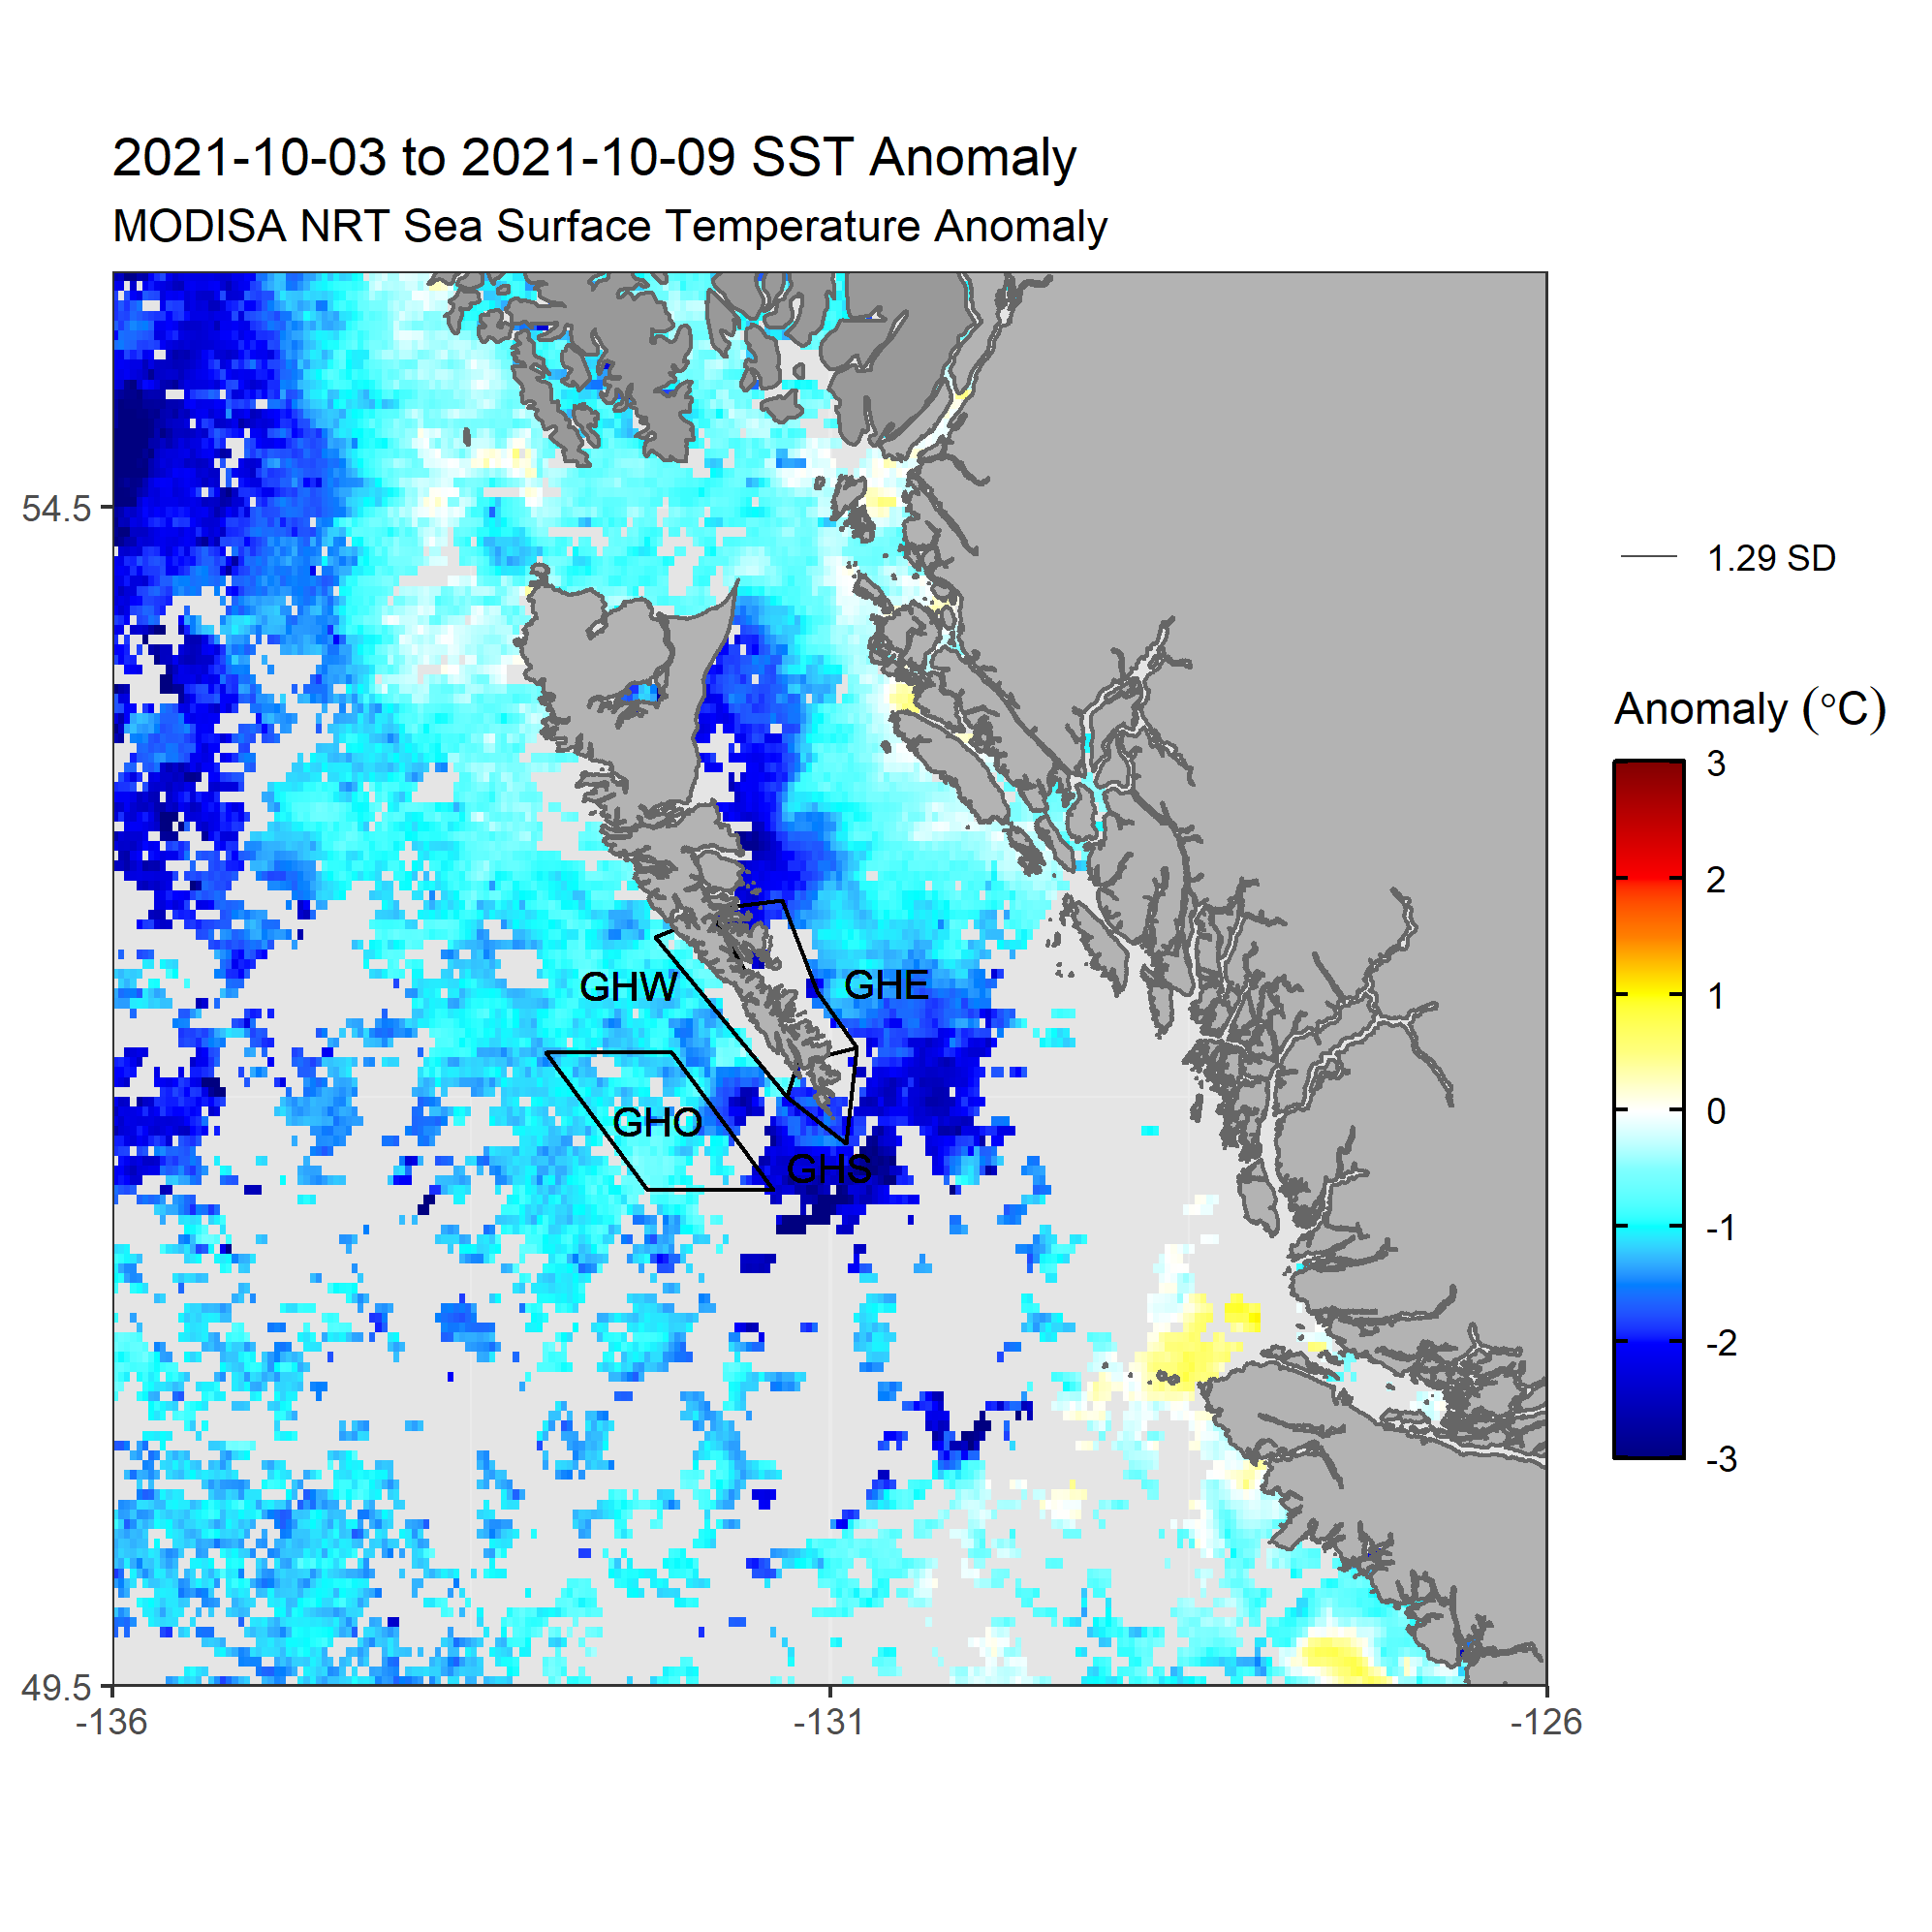 2021-10-03 to 2021-10-09 SST Anomaly
MODISA NRT Sea Surface Temperature Anomaly
54.5
49.5
-136
-131
-126
GHW
GHE
GHO
GHS
1.29 SD
Anomaly (°C)
3
2
1
0
-1
-2
-3